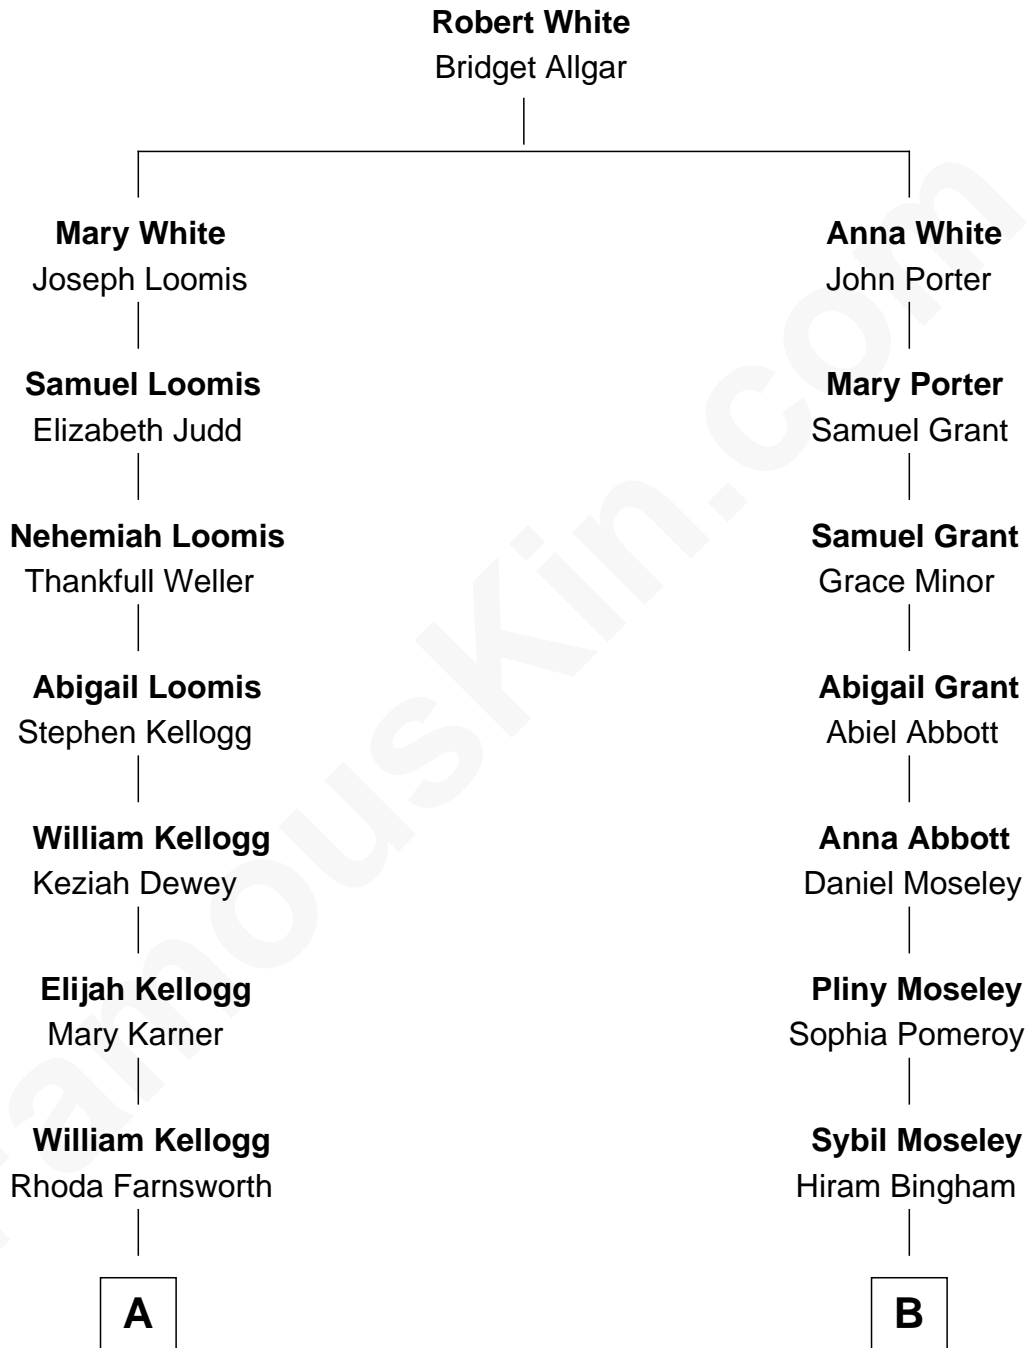 Robert White
Bridget Allgar
Mary White
Joseph Loomis
Anna White
John Porter
Samuel Loomis
Elizabeth Judd
Mary Porter
Samuel Grant
Nehemiah Loomis
Thankfull Weller
Samuel Grant
Grace Minor
Abigail Loomis
Stephen Kellogg
Abigail Grant
Abiel Abbott
William Kellogg
Keziah Dewey
Anna Abbott
Daniel Moseley
Elijah Kellogg
Mary Karner
Pliny Moseley
Sophia Pomeroy
William Kellogg
Rhoda Farnsworth
Sybil Moseley
Hiram Bingham
A
B
FamousKin.com